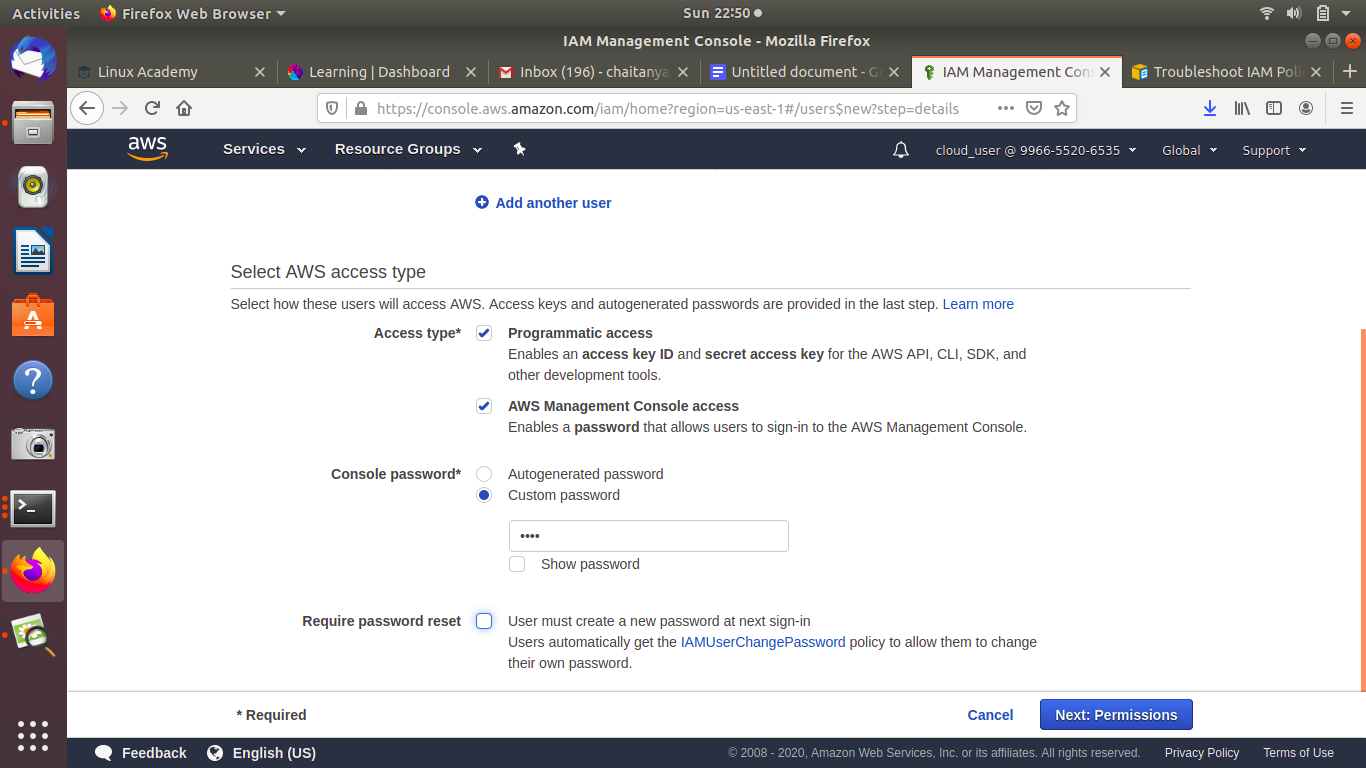 Activities Firefox Web Browser Sun 22:50
IAM Management Console - Mozilla Firefox
Linux Academy Learning | Dashboard Inbox (196) - chaitanya Untitled document - G IAM Management Con Troubleshoot IAM Poli
https://console.aws.amazon.com/iam/home?region=us-east-1#/users$new?step=details
aws Services Resource Groups cloud_user @ 9966-5520-6535 Global Support
Add another user
Select AWS access type
Select how these users will access AWS. Access keys and autogenerated passwords are provided in the last step. Learn more
Access type* Programmatic access
Enables an access key ID and secret access key for the AWS API, CLI, SDK, and
other development tools.
AWS Management Console access
Enables a password that allows users to sign-in to the AWS Management Console.
Console password* Autogenerated password
Custom password
••••
Show password
Require password reset User must create a new password at next sign-in
Users automatically get the IAMUserChangePassword policy to allow them to change
their own password.
* Required Cancel Next: Permissions
Feedback English (US) © 2008 - 2020, Amazon Web Services, Inc. or its affiliates. All rights reserved. Privacy Policy Terms of Use